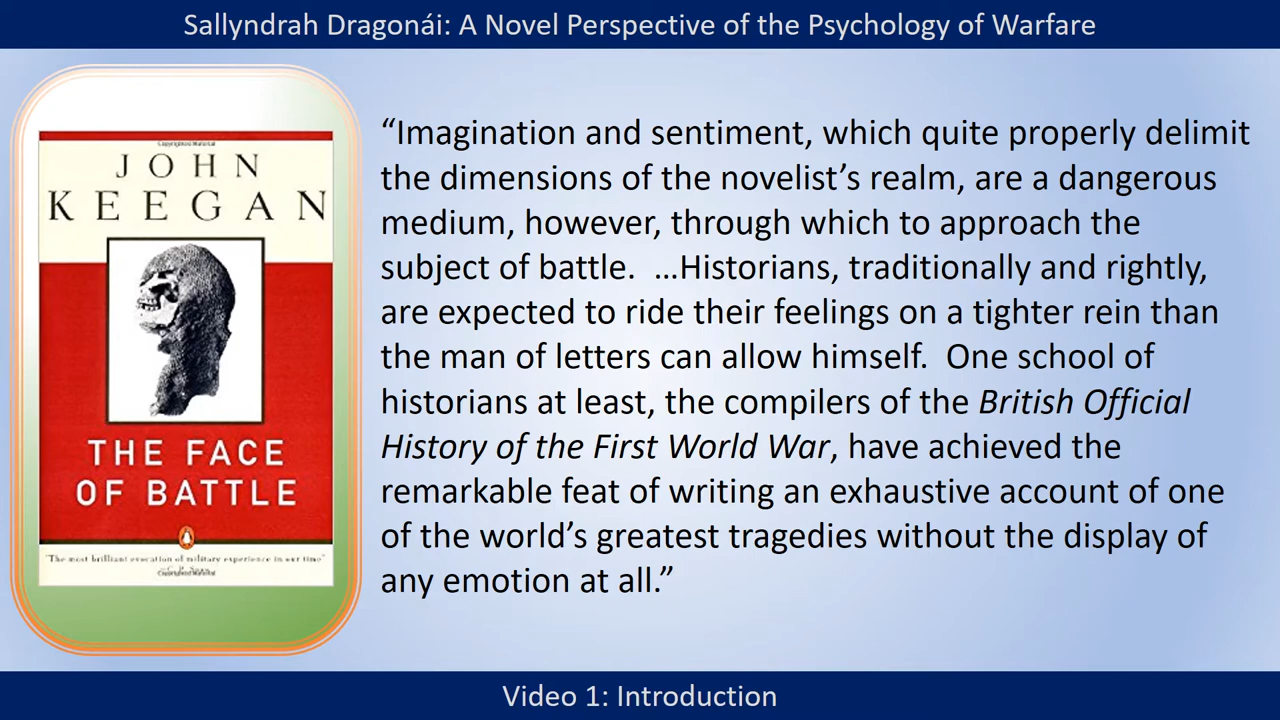 Sallyndrah Dragonái: A Novel Perspective of the Psychology of Warfare
Copyrighted Material
JOHN
KEEGAN
THE FACE
OF BATTLE
"The most brilliant evocation of military experience in our time"
—C. P. Snow
Copyrighted Material
“Imagination and sentiment, which quite properly delimit
the dimensions of the novelist’s realm, are a dangerous
medium, however, through which to approach the
subject of battle.  …Historians, traditionally and rightly,
are expected to ride their feelings on a tighter rein than
the man of letters can allow himself.  One school of
historians at least, the compilers of the British Official
History of the First World War, have achieved the
remarkable feat of writing an exhaustive account of one
of the world’s greatest tragedies without the display of
any emotion at all.”
Video 1: Introduction